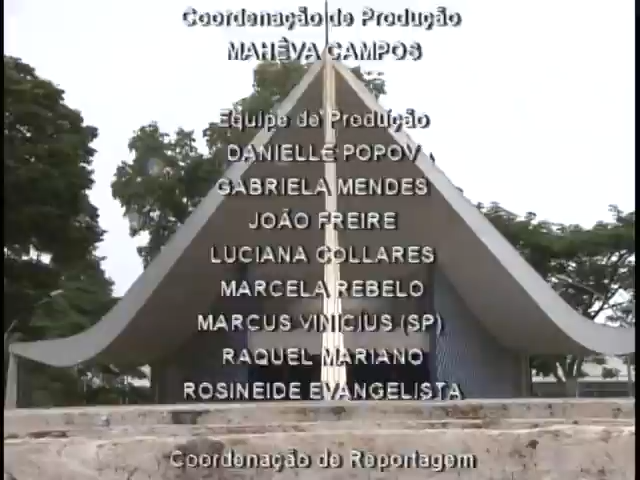 Coordenação de Produção
MAHÊVA CAMPOS
Equipe de Produção
DANIELLE POPOV
GABRIELA MENDES
JOÃO FREIRE
LUCIANA COLLARES
MARCELA REBELO
MARCUS VINICIUS (SP)
RAQUEL MARIANO
ROSINEIDE EVANGELISTA
Coordenação de Reportagem